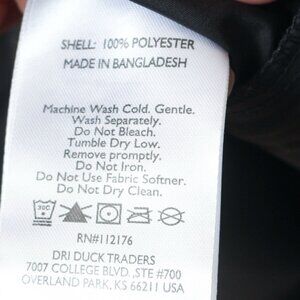 SHELL: 100% POLYESTER
MADE IN BANGLADESH
Machine Wash Cold. Gentle.
Wash Separately.
Do Not Bleach.
Tumble Dry Low.
Remove promptly.
Do Not Iron.
Do Not Use Fabric Softner.
Do Not Dry Clean.
30C
RN#112176
DRI DUCK TRADERS
7007 COLLEGE BLVD., STE #700
OVERLAND PARK, KS 66211 USA